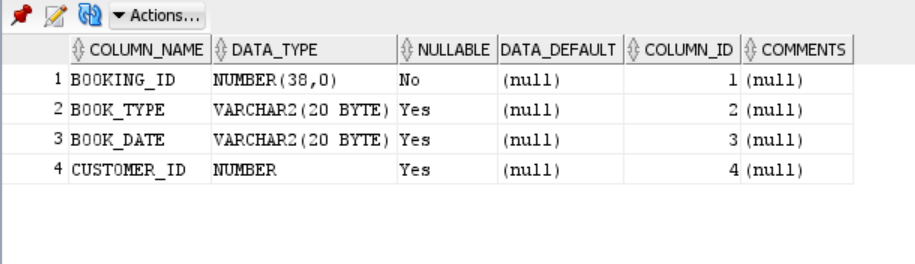 Actions...
COLUMN_NAME DATA_TYPE NULLABLE DATA_DEFAULT COLUMN_ID COMMENTS
1 BOOKING_ID NUMBER(38,0) No (null) 1 (null)
2 BOOK_TYPE VARCHAR2(20 BYTE) Yes (null) 2 (null)
3 BOOK_DATE VARCHAR2(20 BYTE) Yes (null) 3 (null)
4 CUSTOMER_ID NUMBER Yes (null) 4 (null)